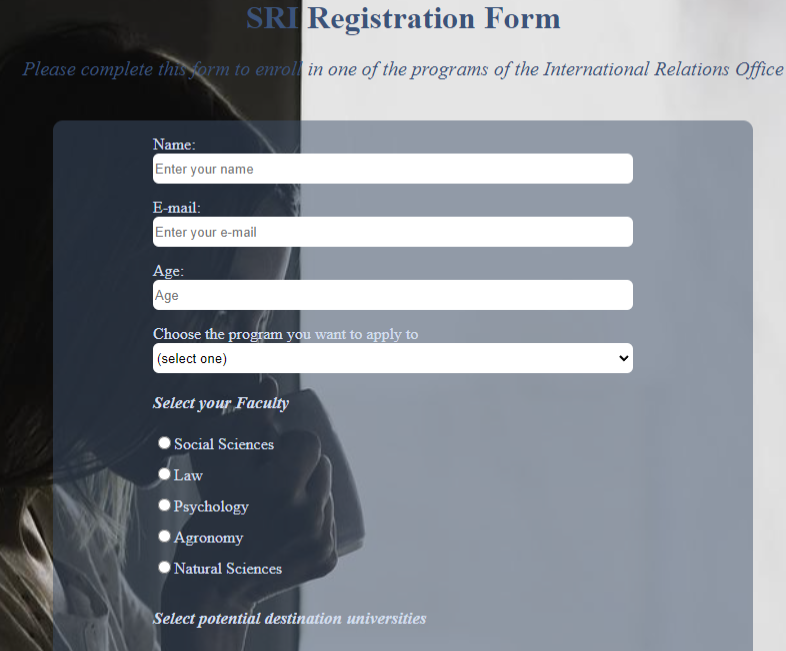 SRI Registration Form
Please complete this form to enroll in one of the programs of the International Relations Office
Name:
Enter your name
E-mail:
Enter your e-mail
Age:
Age
Choose the program you want to apply to
(select one)
Select your Faculty
Social Sciences
Law
Psychology
Agronomy
Natural Sciences
Select potential destination universities